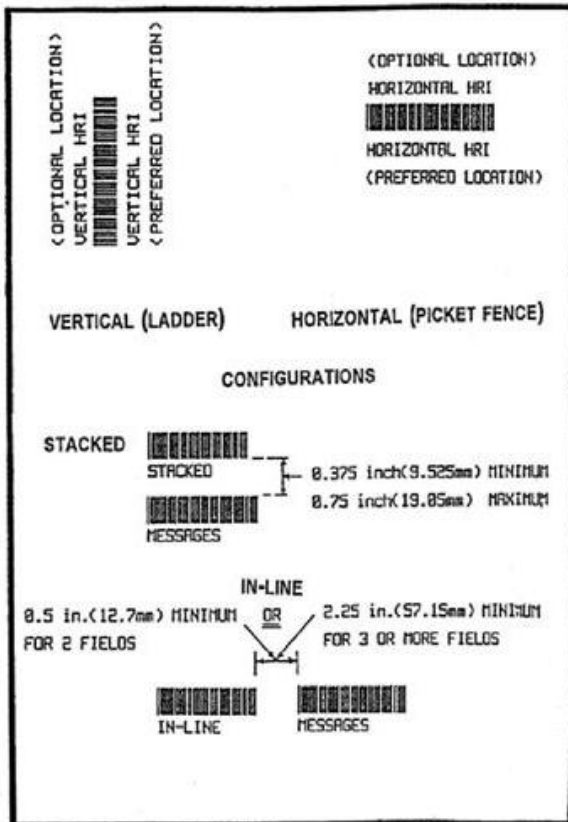 (OPTIONAL LOCATION)
VERTICAL HRI
VERTICAL HRI
(PREFERRED LOCATION)
(OPTIONAL LOCATION)
HORIZONTAL HRI
HORIZONTAL HRI
(PREFERRED LOCATION)
VERTICAL (LADDER)
HORIZONTAL (PICKET FENCE)
CONFIGURATIONS
STACKED
STACKED
0.375 inch(9.525mm) MINIMUM
0.75 inch(19.05mm) MAXIMUM
MESSAGES
IN-LINE
0.5 in.(12.7mm) MINIMUM
FOR 2 FIELDS
OR
2.25 in.(57.15mm) MINIMUM
FOR 3 OR MORE FIELDS
IN-LINE
MESSAGES